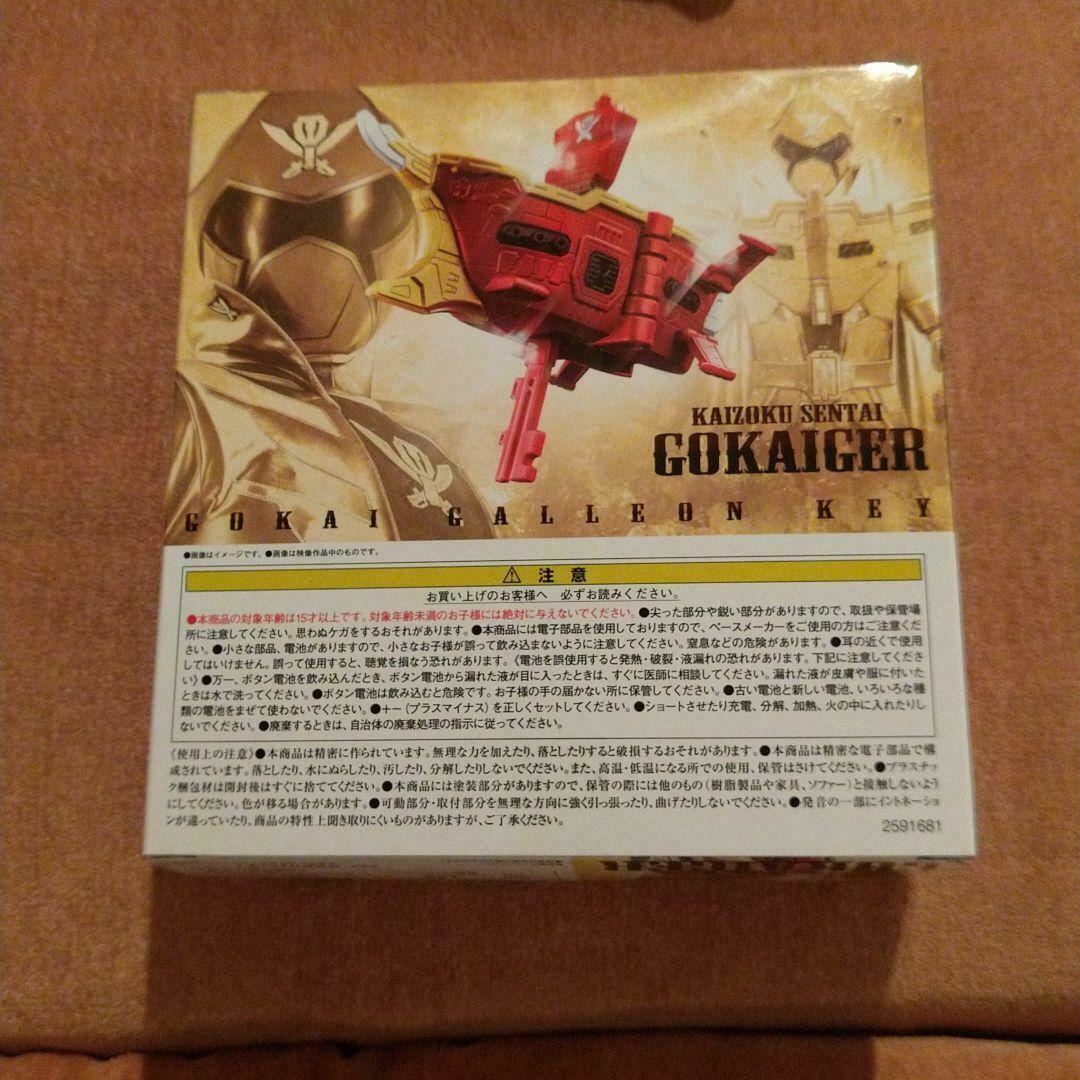 KAIZOKU SENTAI
GOKAIGER
GOKAI GALLEON KEY
●画像はイメージです。●画像は映像作品中のものです。
⚠ 注意
お買い上げのお客様へ 必ずお読みください。
●本商品の対象年齢は15才以上です。対象年齢未満のお子様には絶対に与えないでください。●尖った部分や鋭い部分がありますので、取扱や保管場
所に注意してください。思わぬケガをするおそれがあります。●本商品には電子部品を使用しておりますので、ペースメーカーをご使用の方はご注意くだ
さい。●小さな部品、電池がありますので、小さなお子様が誤って飲み込まないように注意してください。窒息などの危険があります。●耳の近くで使用
してはいけません。誤って使用すると、聴覚を損なう恐れがあります。《電池を誤使用すると発熱・破裂・液漏れの恐れがあります。下記に注意してくださ
い》●万一、ボタン電池を飲み込んだとき、ボタン電池から漏れた液が目に入ったときは、すぐに医師に相談してください。漏れた液が皮膚や服に付いた
ときは水で洗ってください。●ボタン電池は飲み込むと危険です。お子様の手の届かない所に保管してください。●古い電池と新しい電池、いろいろな種
類の電池をまぜて使わないでください。●+−(プラスマイナス)を正しくセットしてください。●ショートさせたり充電、分解、加熱、火の中に入れたりし
ないでください。●廃棄するときは、自治体の廃棄処理の指示に従ってください。
《使用上の注意》●本商品は精密に作られています。無理な力を加えたり、落としたりすると破損するおそれがあります。●本商品は精密な電子部品で構
成されています。落としたり、水にぬらしたり、汚したり、分解したりしないでください。また、高温・低温になる所での使用、保管はさけてください。●プラスチッ
ク梱包材は開封後はすぐに捨ててください。●本商品には塗装部分がありますので、保管の際には他のもの(樹脂製品や家具、ソファー)と接触しないよう
にしてください。色が移る場合があります。●可動部分・取付部分を無理な方向に強く引っ張ったり、曲げたりしないでください。●発音の一部にイントネーショ
ンが違っていたり、商品の特性上聞き取りにくいものがありますが、ご了承ください。
2591681